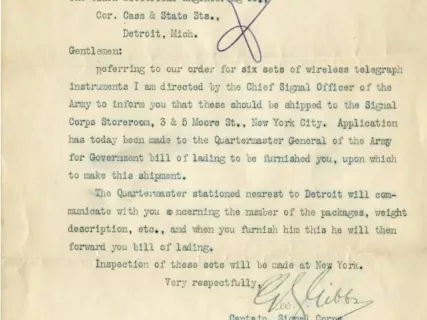 Cor. Cass & State Sts.,
Detroit, Mich.
Gentlemen:
Referring to our order for six sets of wireless telegraph
instruments I am directed by the Chief Signal Officer of the
Army to inform you that these should be shipped to the Signal
Corps Storeroom, 3 & 5 Moore St., New York City. Application
has today been made to the Quartermaster General of the Army
for Government bill of lading to be furnished you, upon which
to make this shipment.
The Quartermaster stationed nearest to Detroit will com-
municate with you concerning the number of the packages, weight
description, etc., and when you furnish him this he will then
forward you bill of lading.
Inspection of these sets will be made at New York.
Very respectfully,
Geo. S. Gibbs
Captain, Signal Corps